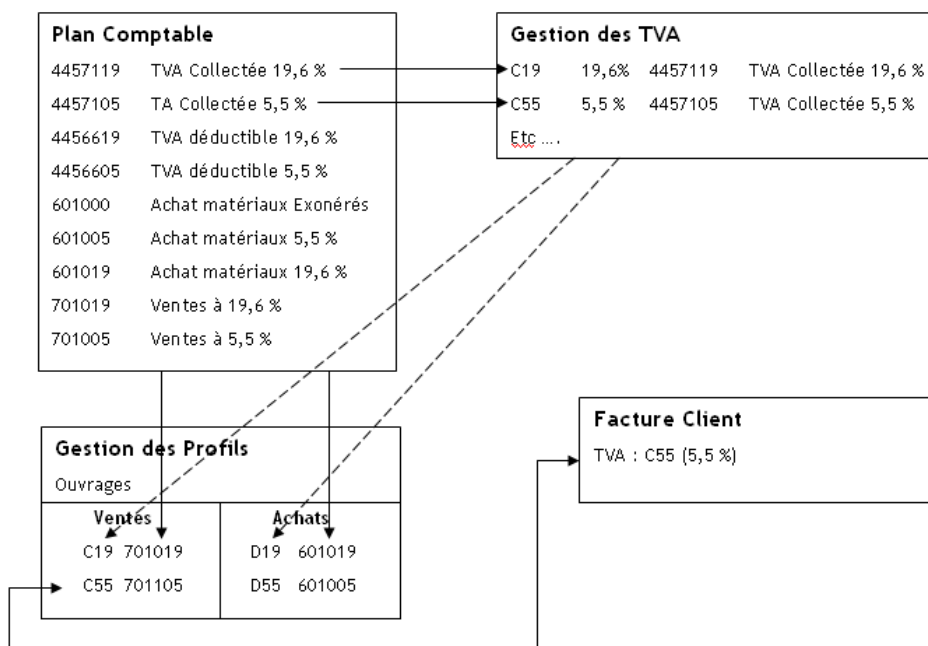 Plan Comptable
4457119 TVA Collectée 19,6 %
4457105 TA Collectée 5,5 %
4456619 TVA déductible 19,6 %
4456605 TVA déductible 5,5 %
601000 Achat matériaux Exonérés
601005 Achat matériaux 5,5 %
601019 Achat matériaux 19,6 %
701019 Ventes à 19,6 %
701005 Ventes à 5,5 %
Gestion des TVA
C19 19,6% 4457119 TVA Collectée 19,6 %
C55 5,5 % 4457105 TVA Collectée 5,5 %
Etc ....
Gestion des Profils
Ouvrages
Ventes
C19 701019
C55 701105
Achats
D19 601019
D55 601005
Facture Client
TVA : C55 (5,5 %)